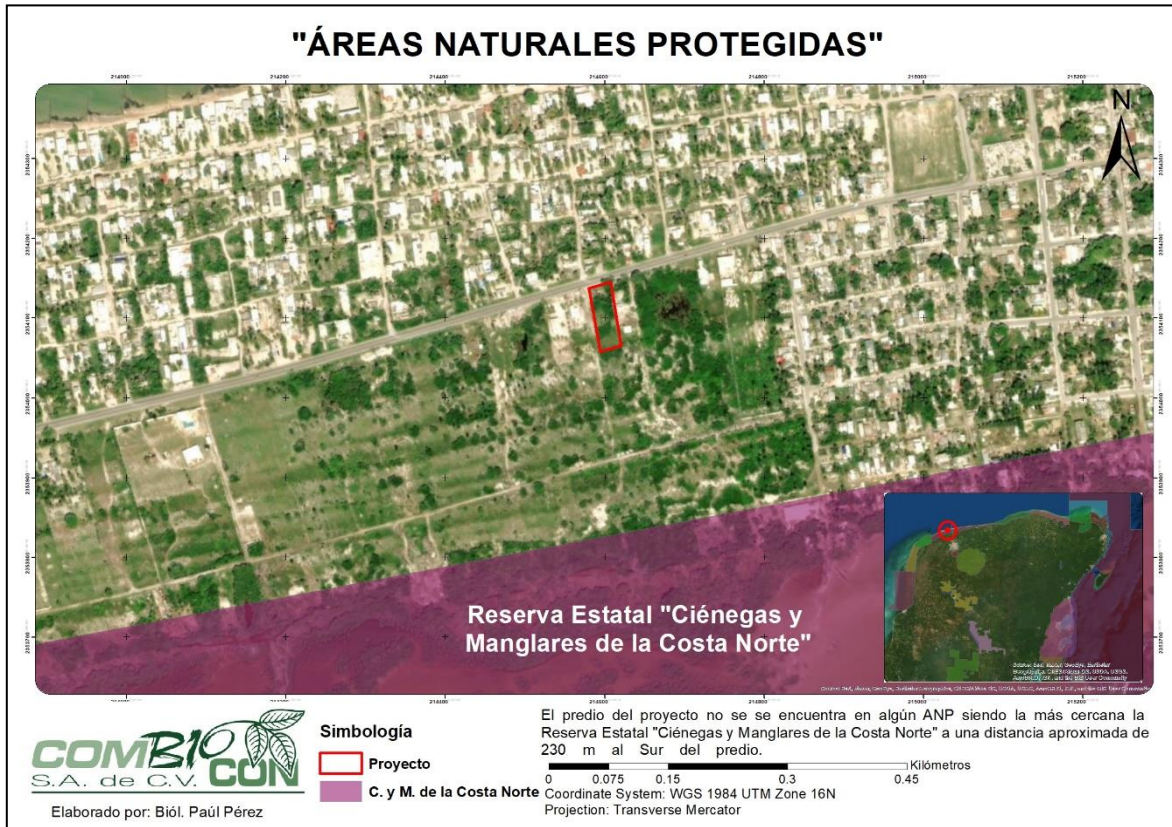 "ÁREAS NATURALES PROTEGIDAS"
214000 214200 214400 214600 214800 215000 215200
N
Reserva Estatal "Ciénegas y
Manglares de la Costa Norte"
COMBIOCON
S.A. de C.V.
Elaborado por: Biól. Paúl Pérez
Simbología
Proyecto
C. y M. de la Costa Norte
El predio del proyecto no se se encuentra en algún ANP siendo la más cercana la
Reserva Estatal "Ciénegas y Manglares de la Costa Norte" a una distancia aproximada de
230 m al Sur del predio.
0 0.075 0.15 0.3 0.45 Kilómetros
Coordinate System: WGS 1984 UTM Zone 16N
Projection: Transverse Mercator